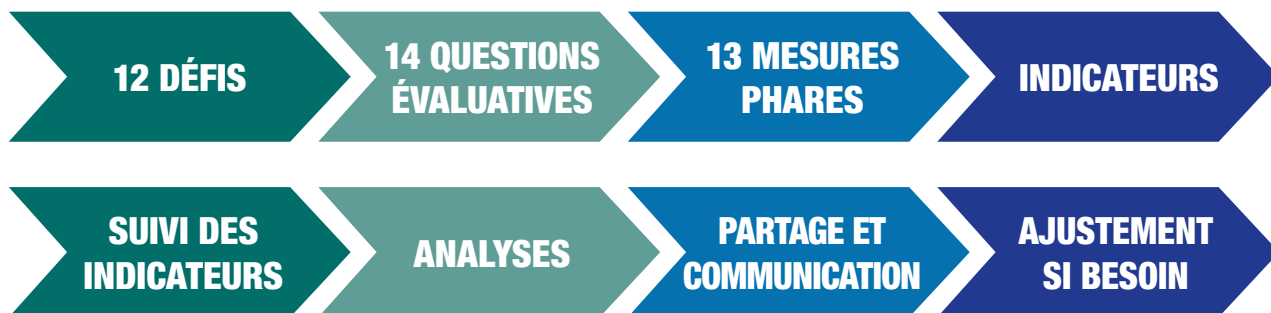 12 DÉFIS
14 QUESTIONS
ÉVALUATIVES
13 MESURES
PHARES
INDICATEURS
SUIVI DES
INDICATEURS
ANALYSES
PARTAGE ET
COMMUNICATION
AJUSTEMENT
SI BESOIN